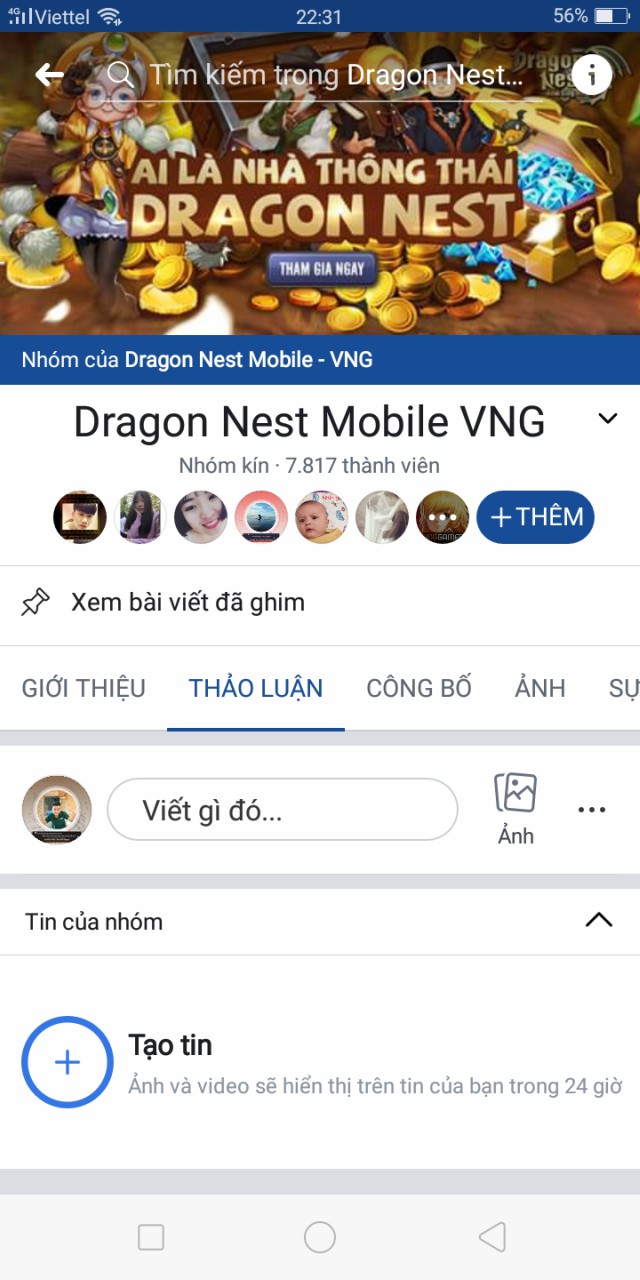 4G Viettel 22:31 56%
Tìm kiếm trong Dragon Nest...
Dragon Nest
AI LÀ NHÀ THÔNG THÁI
DRAGON NEST
THAM GIA NGAY
Nhóm của Dragon Nest Mobile - VNG
Dragon Nest Mobile VNG
Nhóm kín · 7.817 thành viên
+ THÊM
Xem bài viết đã ghim
GIỚI THIỆU THẢO LUẬN CÔNG BỐ ẢNH SỰ
Viết gì đó...
Ảnh
Tin của nhóm
Tạo tin
Ảnh và video sẽ hiển thị trên tin của bạn trong 24 giờ